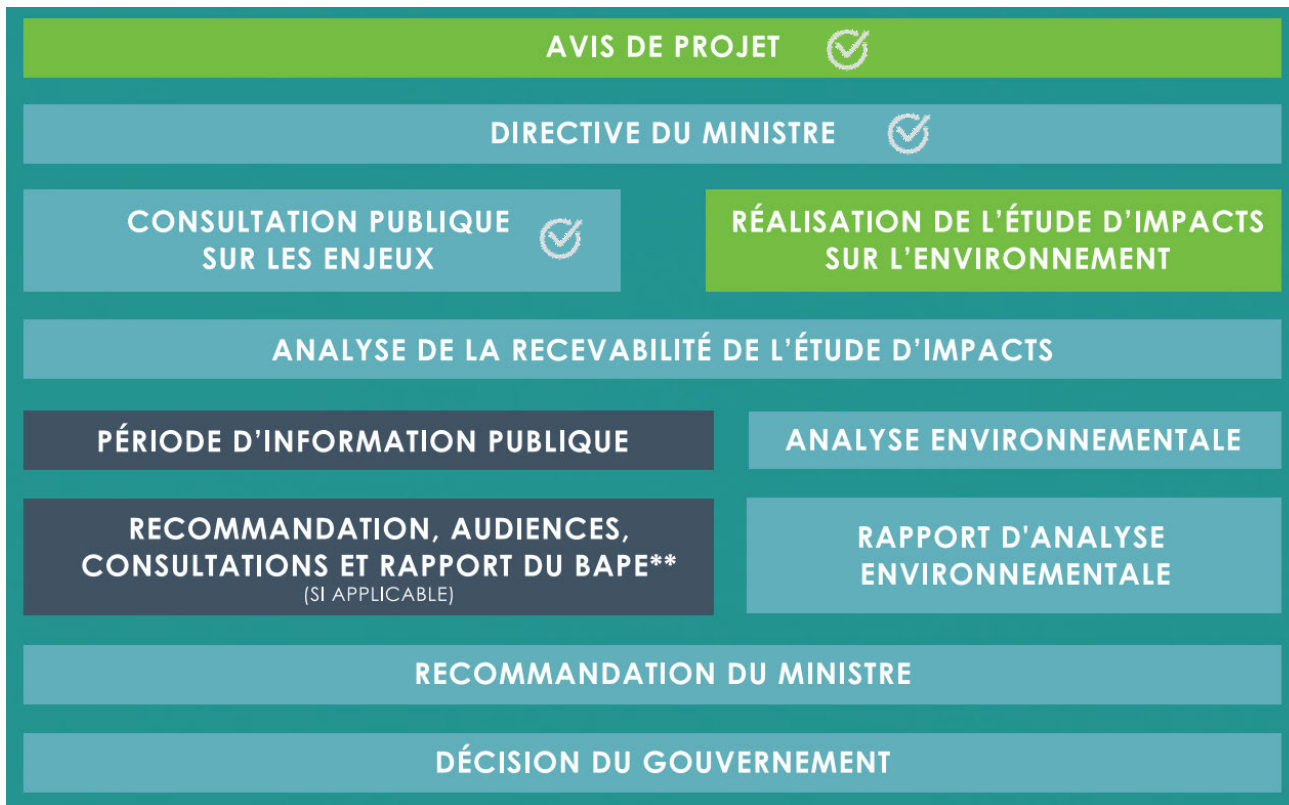 AVIS DE PROJET
DIRECTIVE DU MINISTRE
CONSULTATION PUBLIQUE
SUR LES ENJEUX
RÉALISATION DE L'ÉTUDE D'IMPACTS
SUR L'ENVIRONNEMENT
ANALYSE DE LA RECEVABILITÉ DE L'ÉTUDE D'IMPACTS
PÉRIODE D'INFORMATION PUBLIQUE
ANALYSE ENVIRONNEMENTALE
RECOMMANDATION, AUDIENCES,
CONSULTATIONS ET RAPPORT DU BAPE**
(SI APPLICABLE)
RAPPORT D'ANALYSE
ENVIRONNEMENTALE
RECOMMANDATION DU MINISTRE
DÉCISION DU GOUVERNEMENT